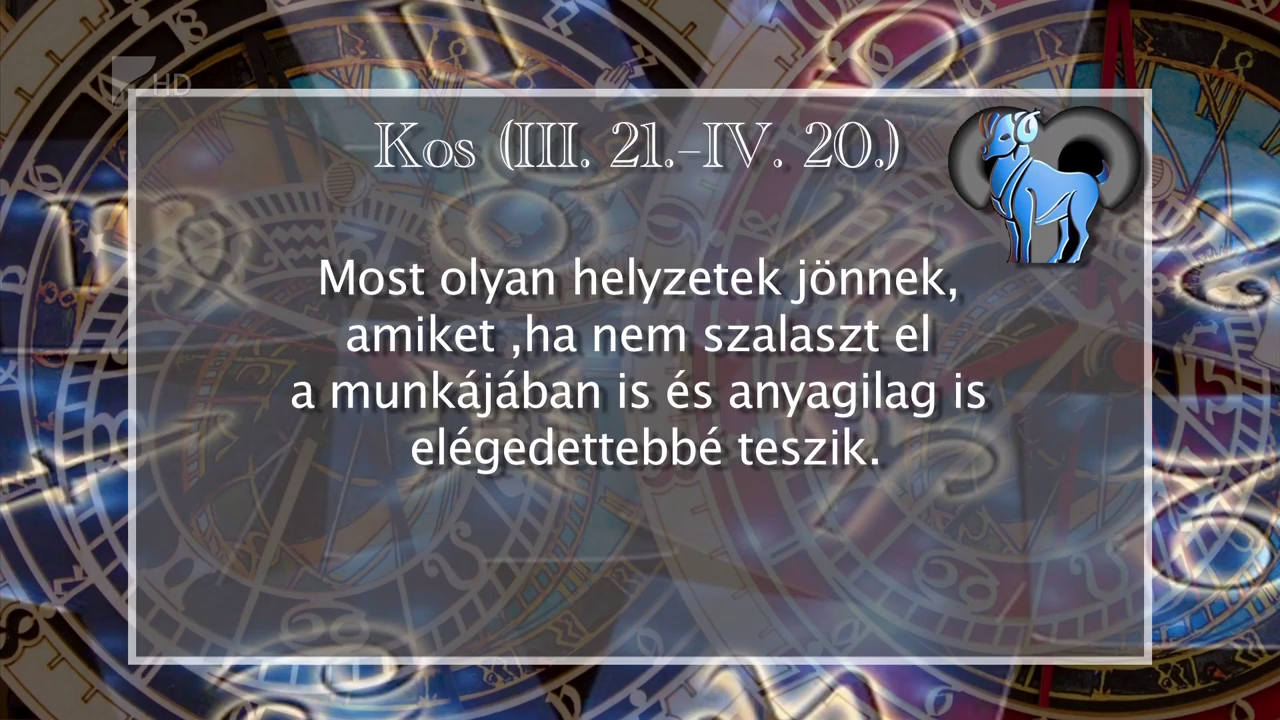 HD
Kos (III. 21.-IV. 20.)
Most olyan helyzetek jönnek,
amiket ,ha nem szalaszt el
a munkájában is és anyagilag is
elégedettebbé teszik.